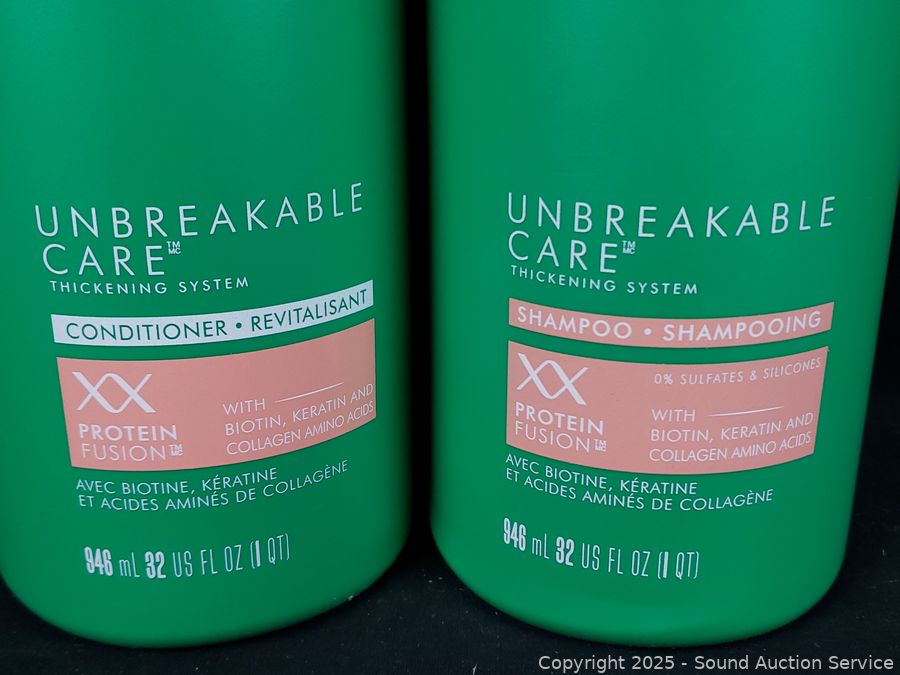 UNBREAKABLE
CARE™ MC
THICKENING SYSTEM
CONDITIONER • REVITALISANT
PROTEIN
FUSION™ MC
WITH
BIOTIN, KERATIN AND
COLLAGEN AMINO ACIDS
AVEC BIOTINE, KÉRATINE
ET ACIDES AMINÉS DE COLLAGÈNE
946 mL 32 US FL OZ (1 QT)
UNBREAKABLE
CARE™ MC
THICKENING SYSTEM
SHAMPOO • SHAMPOOING
0% SULFATES & SILICONES
PROTEIN
FUSION™ MC
WITH
BIOTIN, KERATIN AND
COLLAGEN AMINO ACIDS
AVEC BIOTINE, KÉRATINE
ET ACIDES AMINÉS DE COLLAGÈNE
946 mL 32 US FL OZ (1 QT)
Copyright 2025 - Sound Auction Service